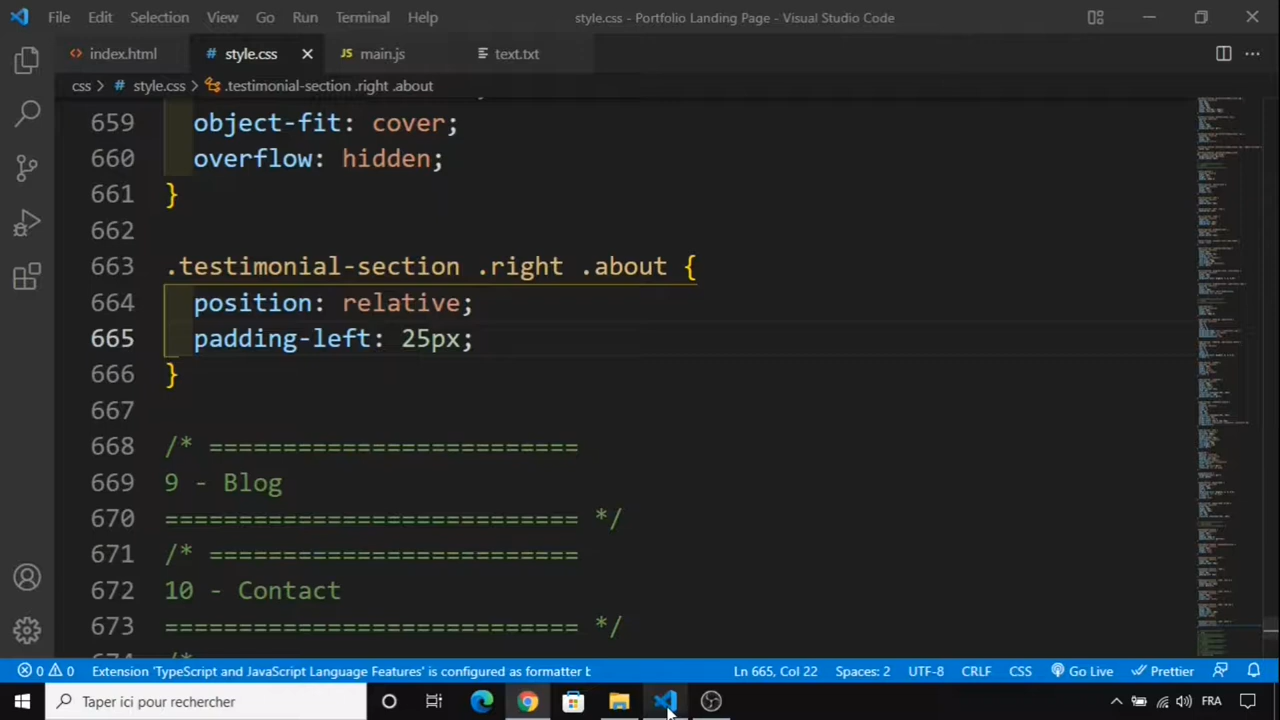 File Edit Selection View Go Run Terminal Help style.css - Portfolio Landing Page - Visual Studio Code
index.html # style.css JS main.js text.txt
css > # style.css > .testimonial-section .right .about
659 object-fit: cover;
660 overflow: hidden;
661 }
662
663 .testimonial-section .right .about {
664 position: relative;
665 padding-left: 25px;
666 }
667
668 /* =========================
669 9 - Blog
670 ============================ */
671 /* =========================
672 10 - Contact
673 ============================ */
0 0 Extension 'TypeScript and JavaScript Language Features' is configured as formatter b Ln 665, Col 22 Spaces: 2 UTF-8 CRLF CSS Go Live Prettier
Taper ici pour rechercher FRA